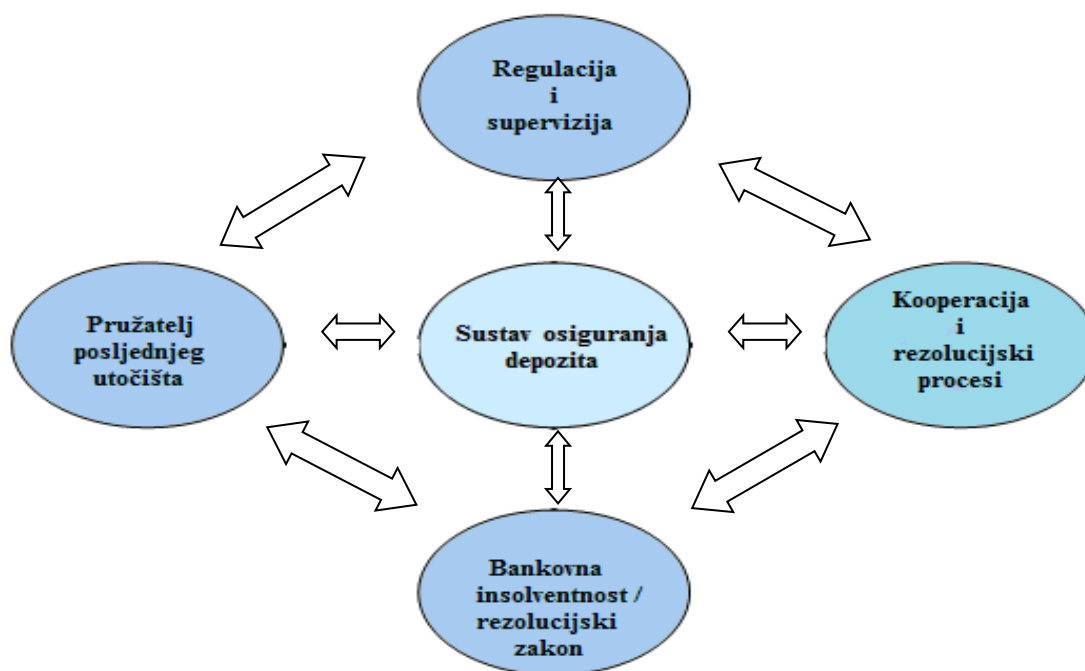 Regulacija
i
supervizija
Pružatelj
posljednjeg
utočišta
Sustav osiguranja
depozita
Kooperacija
i
rezolucijski
procesi
Bankovna
insolventnost /
rezolucijski
zakon